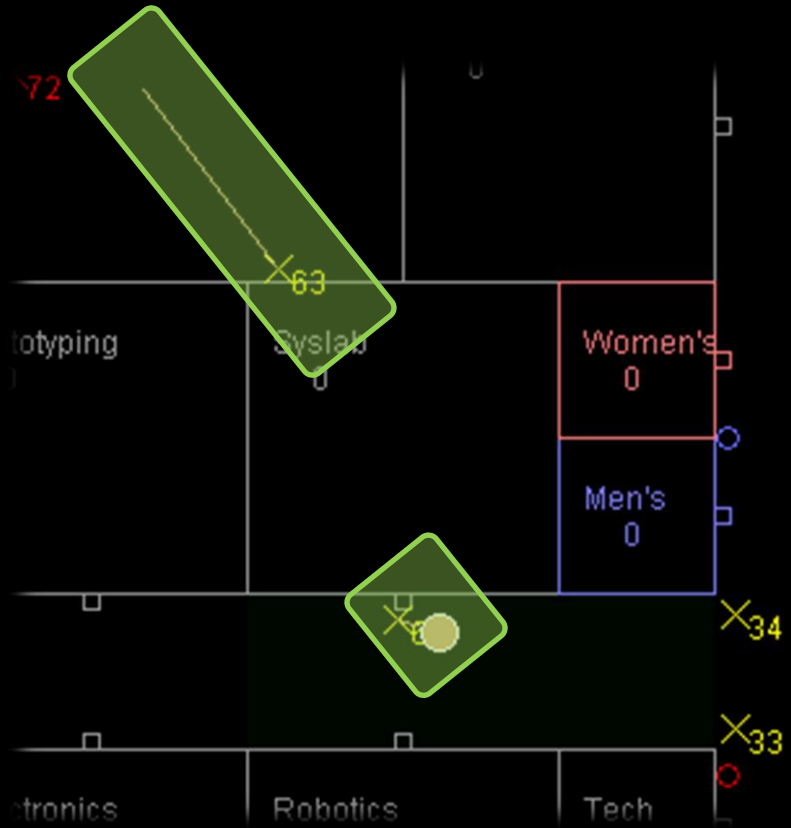 72
63
totyping
Syslab
0
Women's
0
Men's
0
34
33
ctronics
Robotics
Tech